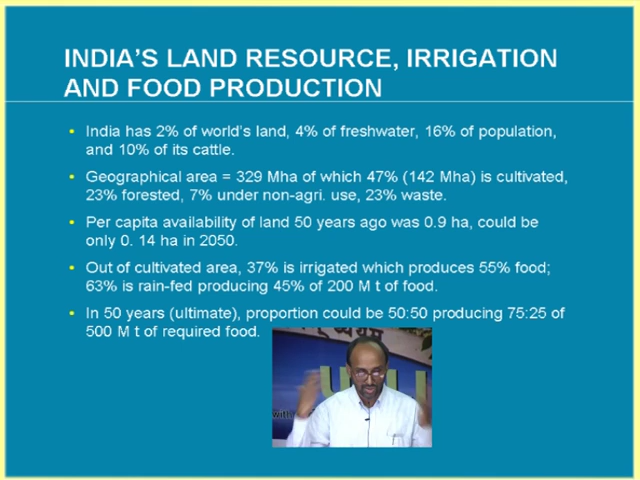 INDIA'S LAND RESOURCE, IRRIGATION
AND FOOD PRODUCTION
• India has 2% of world's land, 4% of freshwater, 16% of population,
and 10% of its cattle.
• Geographical area = 329 Mha of which 47% (142 Mha) is cultivated,
23% forested, 7% under non-agri. use, 23% waste.
• Per capita availability of land 50 years ago was 0.9 ha, could be
only 0. 14 ha in 2050.
• Out of cultivated area, 37% is irrigated which produces 55% food;
63% is rain-fed producing 45% of 200 M t of food.
• In 50 years (ultimate), proportion could be 50:50 producing 75:25 of
500 M t of required food.
with